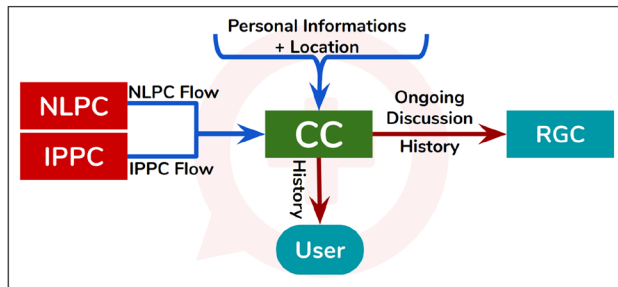 Personal Informations
+ Location
NLPC
NLPC Flow
IPPC
IPPC Flow
CC
Ongoing
Discussion
History
RGC
History
User